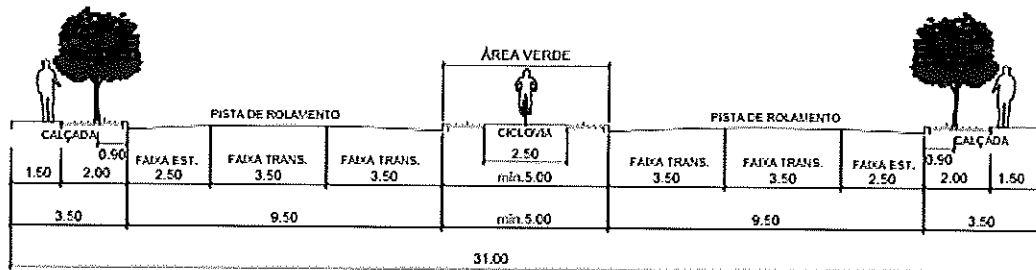 ÁREA VERDE
PISTA DE ROLAMENTO
PISTA DE ROLAMENTO
CALÇADA
CICLOVIA
CALÇADA
0.90
FAIXA EST.
FAIXA TRANS.
FAIXA TRANS.
2.50
FAIXA TRANS.
FAIXA TRANS.
FAIXA EST.
0.90
1.50
2.00
2.50
3.50
3.50
min.5.00
3.50
3.50
2.50
2.00
1.50
3.50
9.50
min.5.00
9.50
3.50
31.00